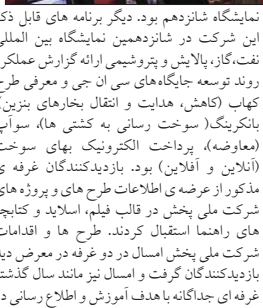 نمایشگاه شانزدهم بود. دیگر برنامه های قابل ذکر
این شرکت در شانزدهمین نمایشگاه بین المللی
نفت،گاز، پالایش و پتروشیمی ارائه گزارش عملکرد
روند توسعه جایگاه‌های سی ان جی و معرفی طرح
کهاب (کاهش، هدایت و انتقال بخارهای بنزین)
بانکرینگ( سوخت رسانی به کشتی ها)، سوآپ
(معاوضه)، پرداخت الکترونیک بهای سوخت
(آنلاین و آفلاین) بود. بازدیدکنندگان غرفه ی
مذکور از عرضه ی اطلاعات طرح های و پروژه های
شرکت ملی پخش در قالب فیلم، اسلاید و کتابچه
های راهنما استقبال کردند. طرح ها و اقدامات
شرکت ملی پخش امسال در دو غرفه در معرض دید
بازدیدکنندگان گرفت و امسال نیز مانند سال گذشته
غرفه ای جداگانه با هدف آموزش و اطلاع رسانی در